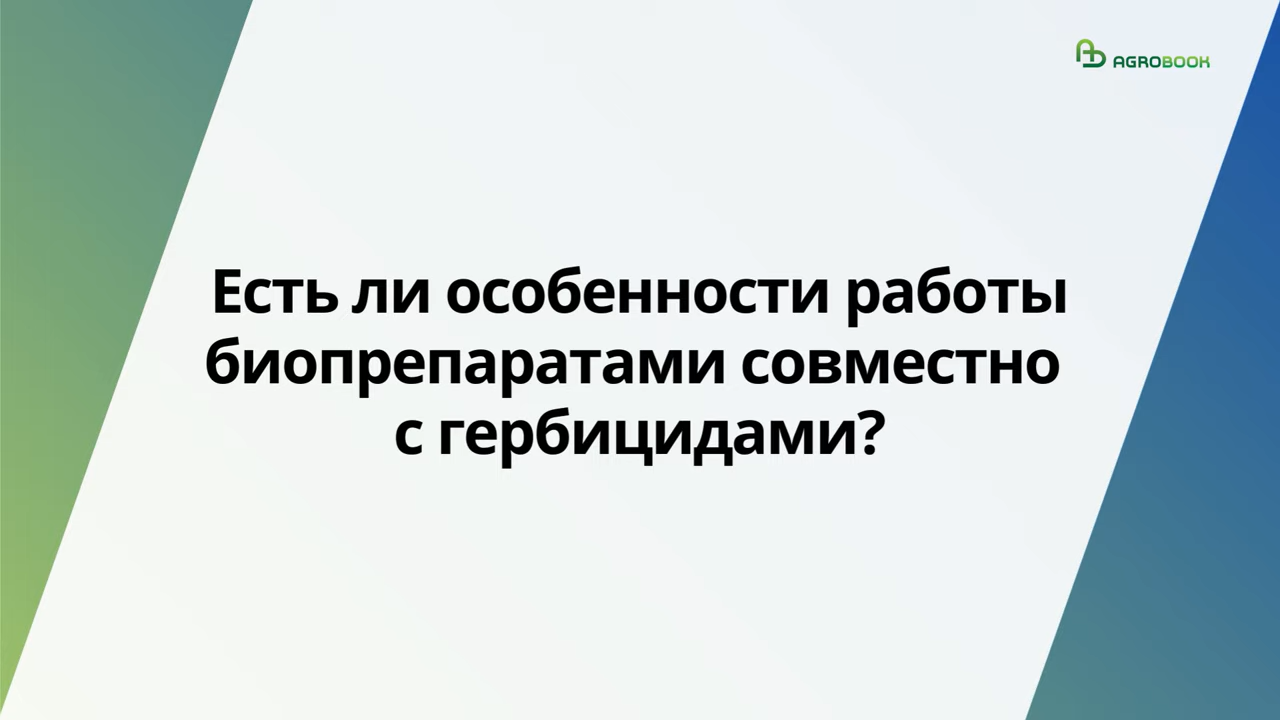 AGROBOOK
Есть ли особенности работы
биопрепаратами совместно
с гербицидами?